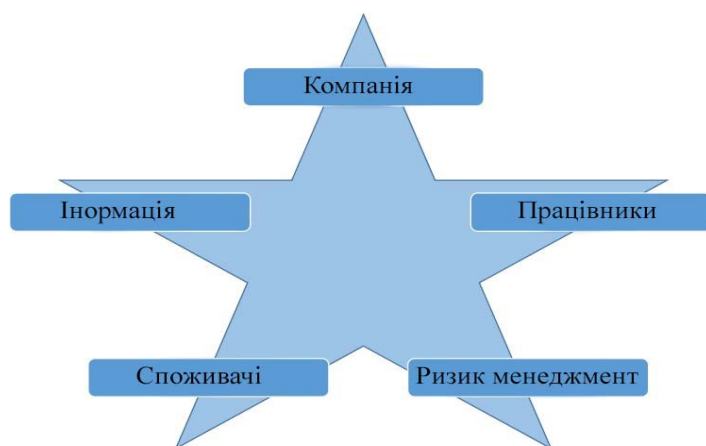 Компанія
Інормація
Працівники
Споживачі
Ризик менеджмент